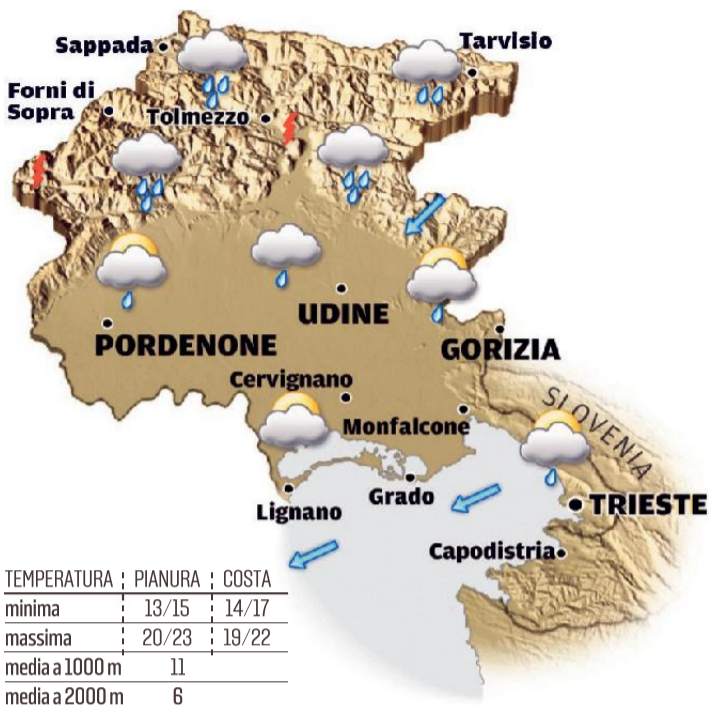 Sappada
Tarvisio
Forni di
Sopra
Tolmezzo
UDINE
PORDENONE
GORIZIA
Cervignano
SLOVENIA
Monfalcone
Grado
Lignano
TRIESTE
Capodistria
TEMPERATURA PIANURA COSTA
minima 13/15 14/17
massima 20/23 19/22
media a 1000 m 11
media a 2000 m 6